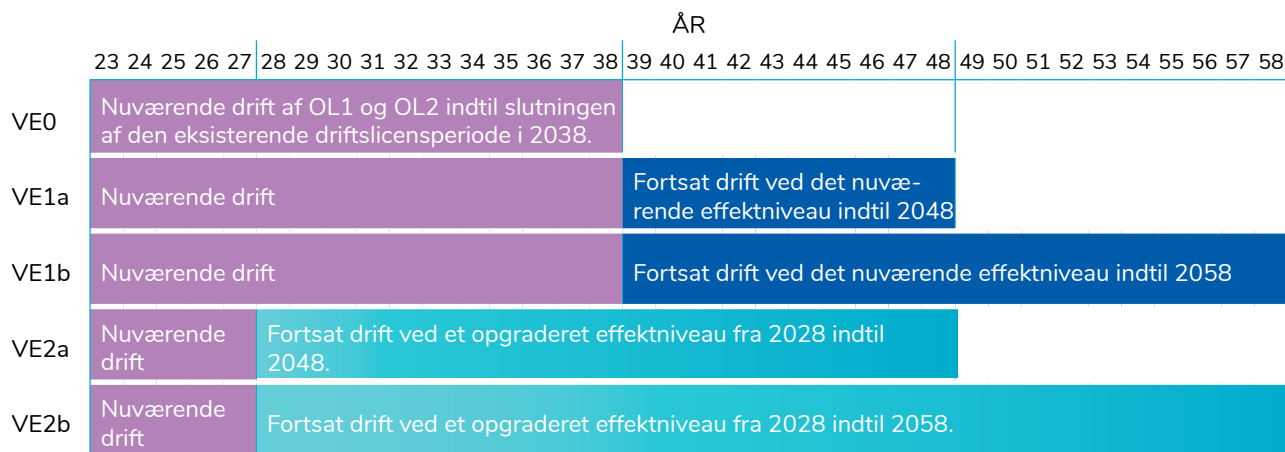 ÅR
23 24 25 26 27 28 29 30 31 32 33 34 35 36 37 38 39 40 41 42 43 44 45 46 47 48 49 50 51 52 53 54 55 56 57 58
VE0
Nuværende drift af OL1 og OL2 indtil slutningen
af den eksisterende driftslicensperiode i 2038.
VE1a
Nuværende drift
Fortsat drift ved det nuvæ-
rende effektniveau indtil 2048
VE1b
Nuværende drift
Fortsat drift ved det nuværende effektniveau indtil 2058
VE2a
Nuværende
drift
Fortsat drift ved et opgraderet effektniveau fra 2028 indtil
2048.
VE2b
Nuværende
drift
Fortsat drift ved et opgraderet effektniveau fra 2028 indtil 2058.